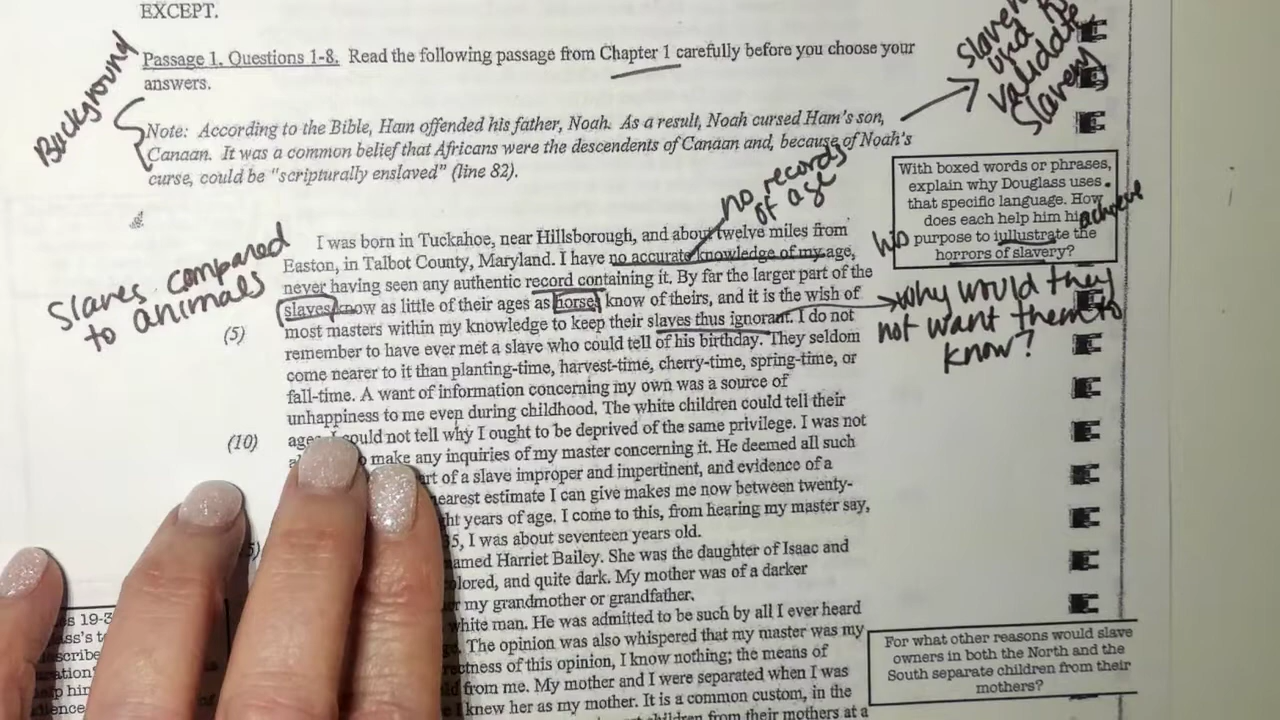 EXCEPT.
Background
Passage 1, Questions 1-8. Read the following passage from Chapter 1 carefully before you choose your
answers.
Note: According to the Bible, Ham offended his father, Noah. As a result, Noah cursed Ham's son,
Canaan. It was a common belief that Africans were the descendents of Canaan and, because of Noah's
curse, could be "scripturally enslaved" (line 82).
validate
slavery
With boxed words or phrases,
explain why Douglass uses
that specific language. How
does each help him his achieve
his purpose to iullustrate the
horrors of slavery?
no records
of age
Slaves compared
to animals
I was born in Tuckahoe, near Hillsborough, and about twelve miles from
Easton, in Talbot County, Maryland. I have no accurate knowledge of my age,
never having seen any authentic record containing it. By far the larger part of the
slaves know as little of their ages as horses know of theirs, and it is the wish of
(5) most masters within my knowledge to keep their slaves thus ignorant. I do not
remember to have ever met a slave who could tell of his birthday. They seldom
come nearer to it than planting-time, harvest-time, cherry-time, spring-time, or
fall-time. A want of information concerning my own was a source of
unhappiness to me even during childhood. The white children could tell their
(10) ages. I could not tell why I ought to be deprived of the same privilege. I was not
make any inquiries of my master concerning it. He deemed all such
of a slave improper and impertinent, and evidence of a
nearest estimate I can give makes me now between twenty-
years of age. I come to this, from hearing my master say,
I was about seventeen years old.
named Harriet Bailey. She was the daughter of Isaac and
colored, and quite dark. My mother was of a darker
my grandmother or grandfather.
white man. He was admitted to be such by all I ever heard
The opinion was also whispered that my master was my
of this opinion, I know nothing; the means of
from me. My mother and I were separated when I was
I knew her as my mother. It is a common custom, in the
children from their mothers at a
why would they
not want them to
know?
For what other reasons would slave
owners in both the North and the
South separate children from their
mothers?